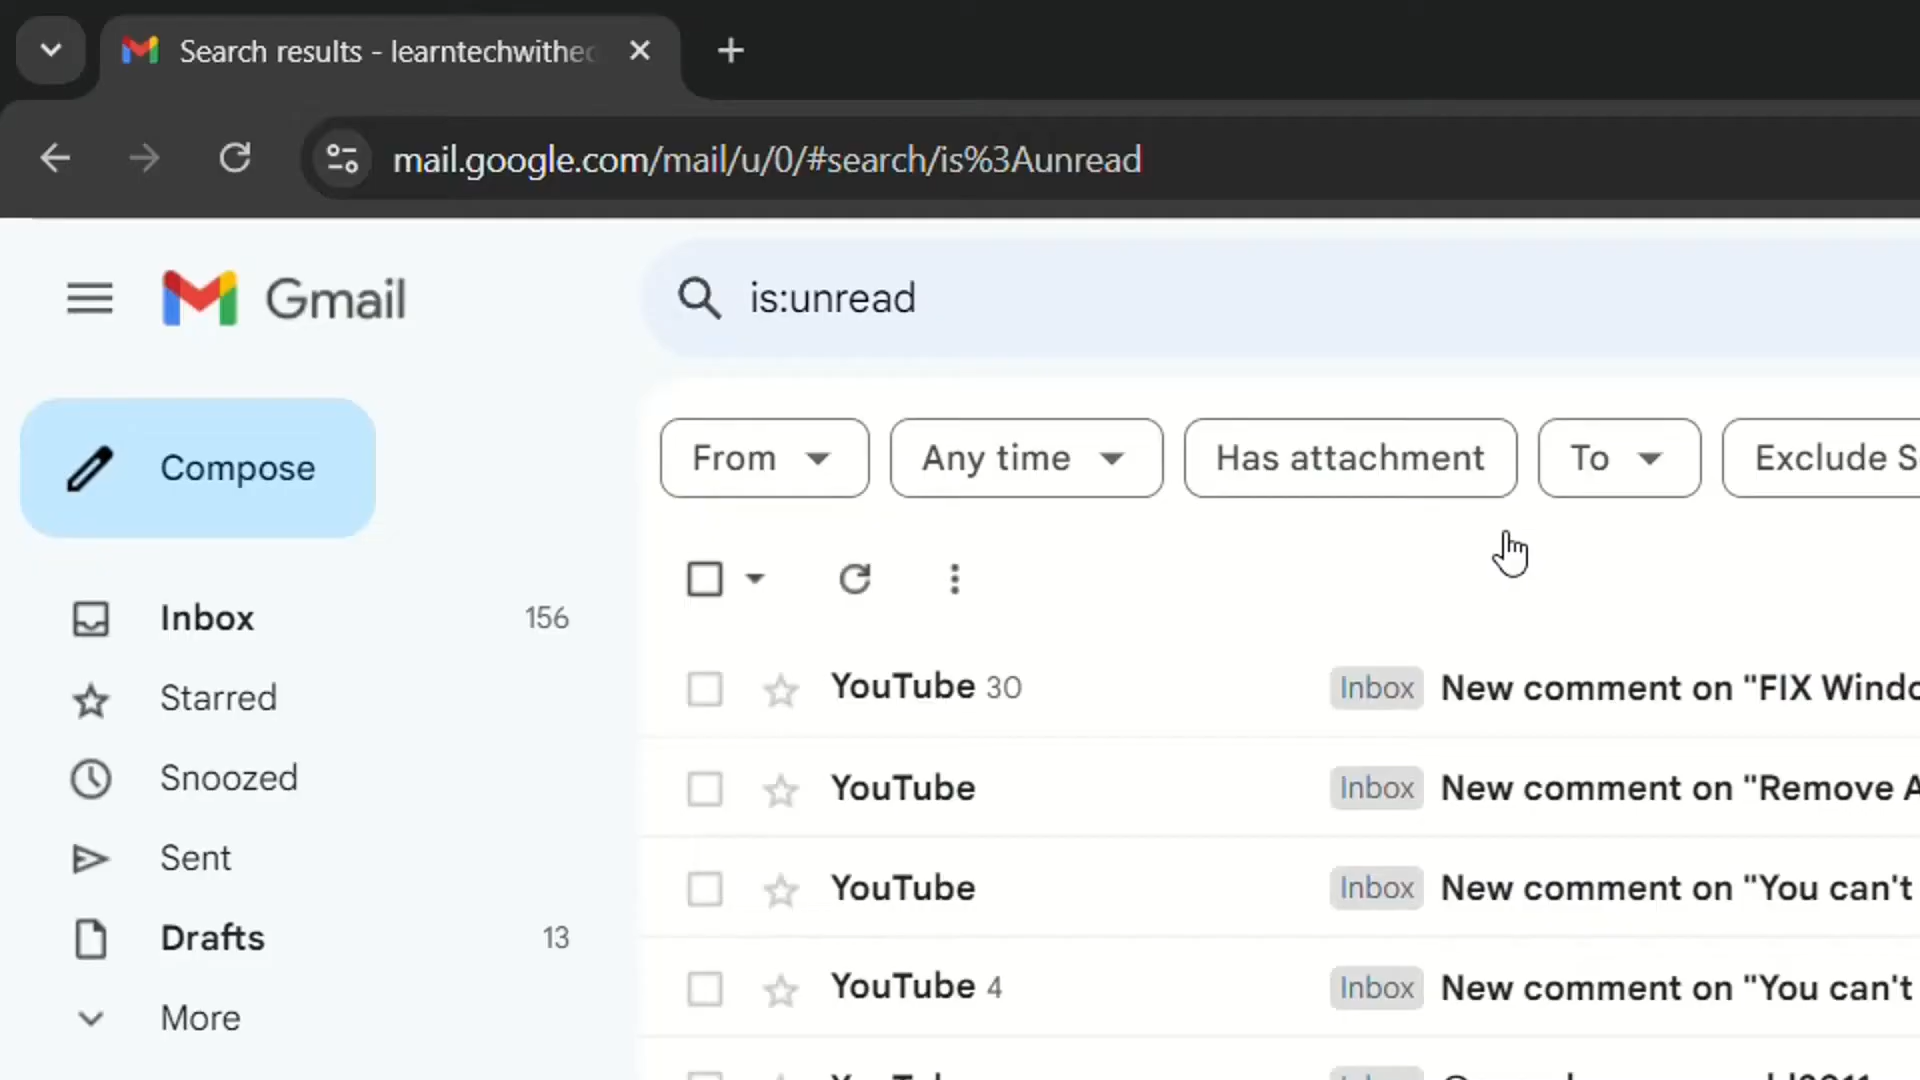 Search results - learntechwithe
mail.google.com/mail/u/0/#search/is%3Aunread
Gmail
is:unread
Compose
From
Any time
Has attachment
To
Exclude S
Inbox 156
Starred
Snoozed
Sent
Drafts 13
More
YouTube 30 Inbox New comment on "FIX Windo
YouTube Inbox New comment on "Remove A
YouTube Inbox New comment on "You can't
YouTube 4 Inbox New comment on "You can't